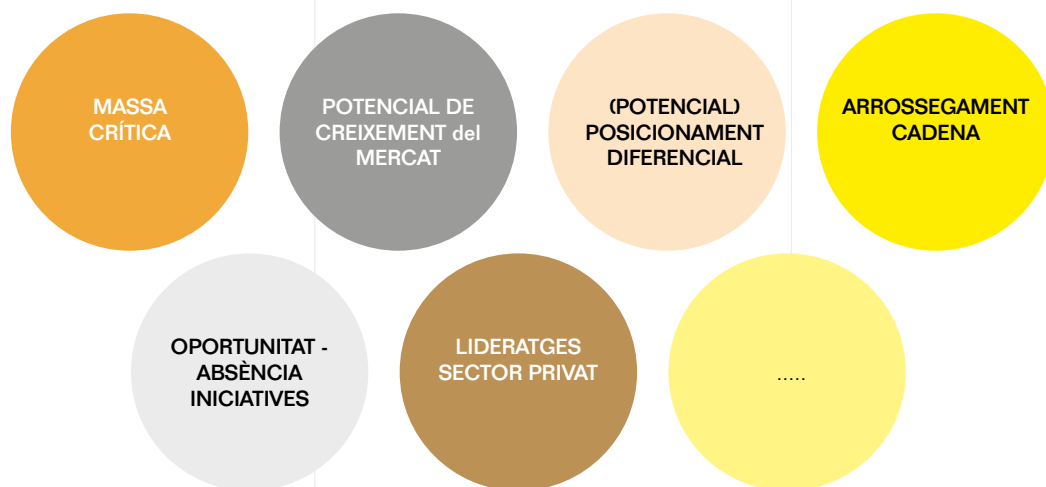 MASSA
CRÍTICA
POTENCIAL DE
CREIXEMENT del
MERCAT
(POTENCIAL)
POSICIONAMENT
DIFERENCIAL
ARROSSEGAMENT
CADENA
OPORTUNITAT -
ABSÈNCIA
INICIATIVES
LIDERATGES
SECTOR PRIVAT
.....